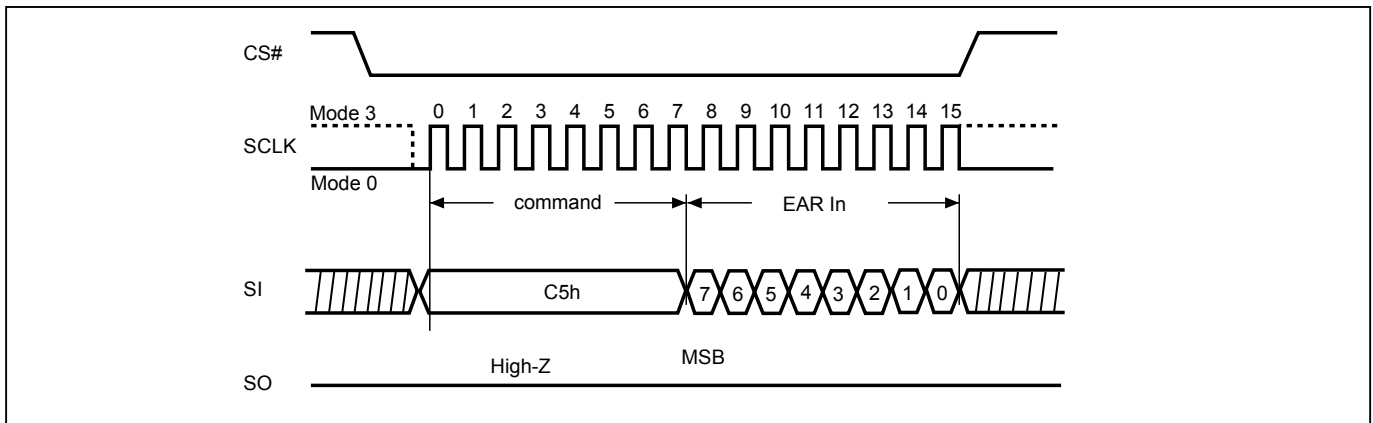 CS#
Mode 3
0 1 2 3 4 5 6 7 8 9 10 11 12 13 14 15
SCLK
Mode 0
command
EAR In
SI
C5h
7 6 5 4 3 2 1 0
High-Z
MSB
SO